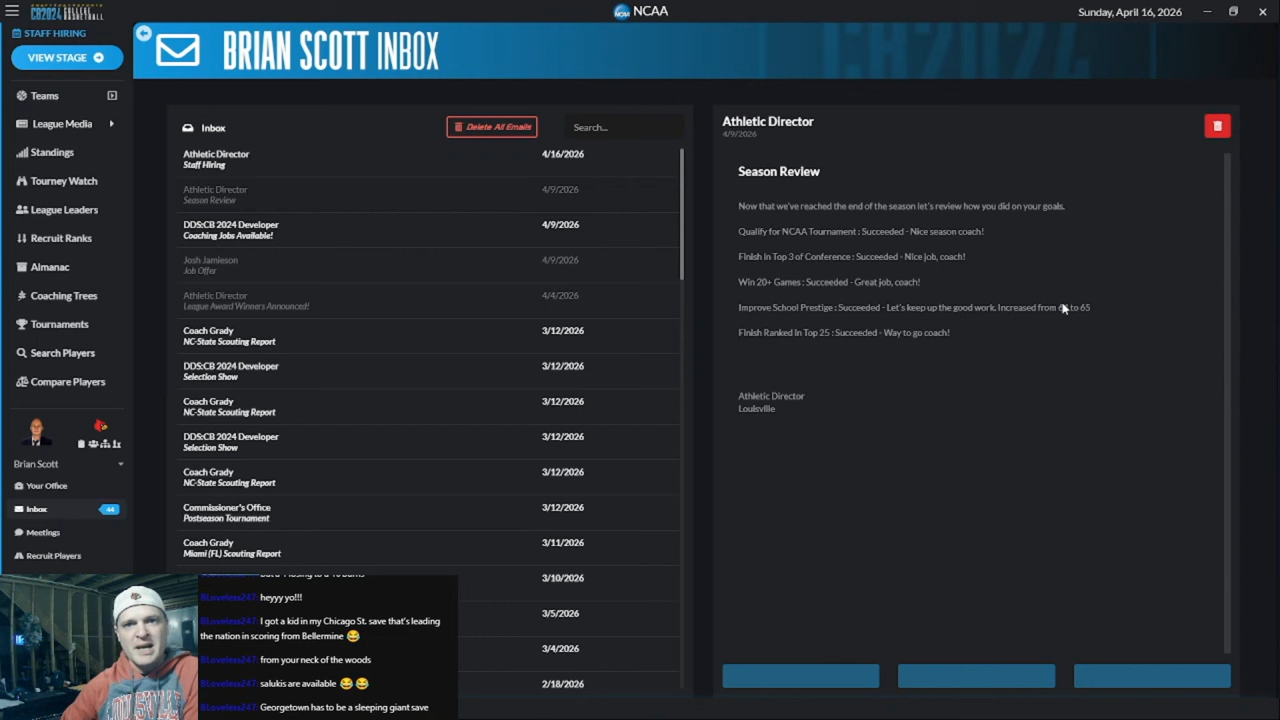 CB2024 COLLEGE BASKETBALL
NCAA
Sunday, April 16, 2026
STAFF HIRING
VIEW STAGE
BRIAN SCOTT INBOX
Teams
League Media
Standings
Tourney Watch
League Leaders
Recruit Ranks
Almanac
Coaching Trees
Tournaments
Search Players
Compare Players
Brian Scott
Your Office
Inbox 44
Meetings
Recruit Players
Inbox
Delete All Emails
Search...
Athletic Director 4/16/2026
Staff Hiring
Athletic Director 4/9/2026
Season Review
DDS:CB 2024 Developer 4/9/2026
Coaching Jobs Available!
Josh Jamieson 4/9/2026
Job Offer
Athletic Director 4/4/2026
League Award Winners Announced!
Coach Grady 3/12/2026
NC-State Scouting Report
DDS:CB 2024 Developer 3/12/2026
Selection Show
Coach Grady 3/12/2026
NC-State Scouting Report
DDS:CB 2024 Developer 3/12/2026
Selection Show
Coach Grady 3/12/2026
NC-State Scouting Report
Commissioner's Office 3/12/2026
Postseason Tournament
Coach Grady 3/11/2026
Miami (FL) Scouting Report
3/10/2026
3/5/2026
3/4/2026
2/18/2026
Athletic Director
4/9/2026
Season Review
Now that we've reached the end of the season let's review how you did on your goals.
Qualify for NCAA Tournament : Succeeded - Nice season coach!
Finish in Top 3 of Conference : Succeeded - Nice job, coach!
Win 20+ Games : Succeeded - Great job, coach!
Improve School Prestige : Succeeded - Let's keep up the good work. Increased from to 65
Finish Ranked in Top 25 : Succeeded - Way to go coach!
Athletic Director
Louisville
BLoveless247: heyyy yo!!!
BLoveless247: I got a kid in my Chicago St. save that's leading
the nation in scoring from Bellermine 😂
BLoveless247: from your neck of the woods
BLoveless247: salukis are available 😂 😂
BLoveless247: Georgetown has to be a sleeping giant save